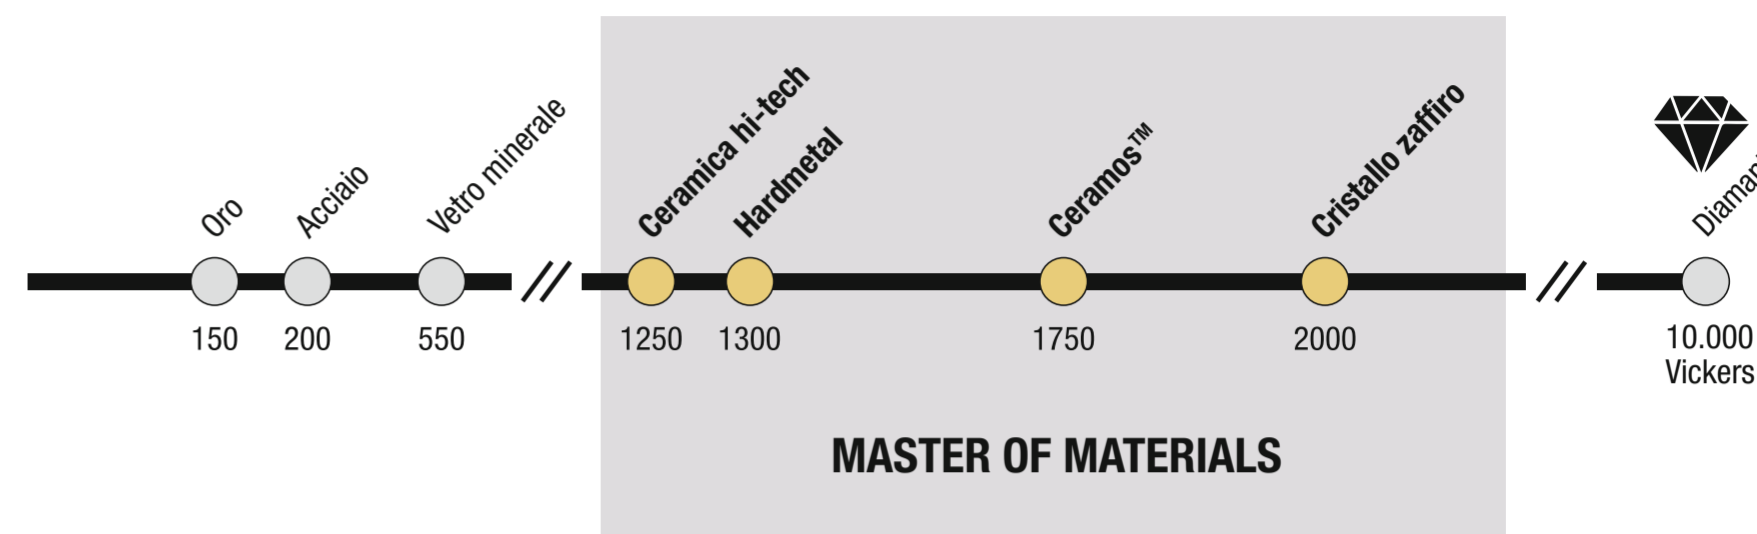 Oro
Acciaio
Vetro minerale
Ceramica hi-tech
Hardmetal
Ceramos™
Cristallo zaffiro
150
200
550
1250
1300
1750
2000
10.000
Vickers
MASTER OF MATERIALS